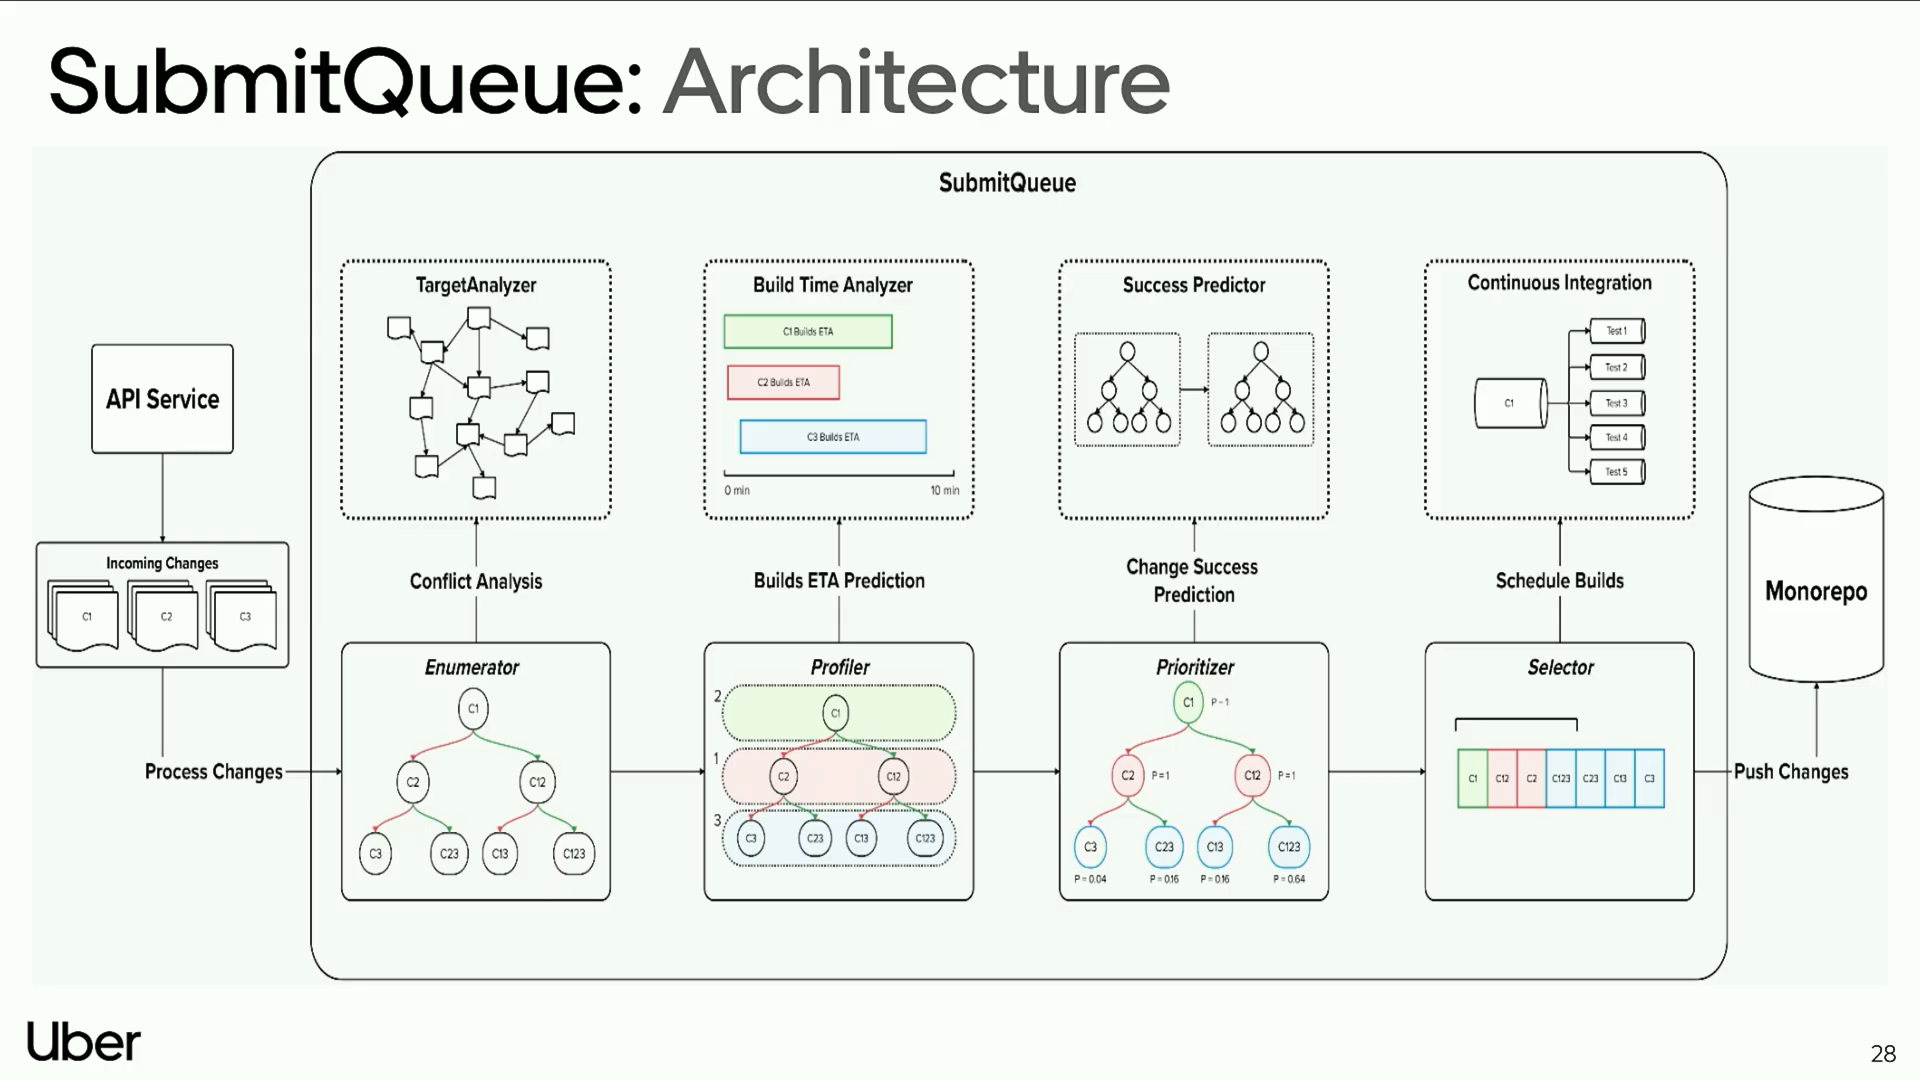 SubmitQueue: Architecture
SubmitQueue
TargetAnalyzer
Build Time Analyzer
C1 Builds ETA
C2 Builds ETA
C3 Builds ETA
0 min
10 min
Success Predictor
Continuous Integration
C1
Test 1
Test 2
Test 3
Test 4
Test 5
API Service
Incoming Changes
C1
C2
C3
Conflict Analysis
Builds ETA Prediction
Change Success
Prediction
Schedule Builds
Monorepo
Process Changes
Enumerator
C1
C2
C12
C3
C23
C13
C123
Profiler
2
C1
1
C2
C12
3
C3
C23
C13
C123
Prioritizer
C1
P-1
C2
P=1
C12
P=1
C3
C23
C13
C123
P = 0.04
P = 0.16
P = 0.16
P = 0.64
Selector
C1
C12
C2
C123
C23
C13
C3
Push Changes
Uber
28